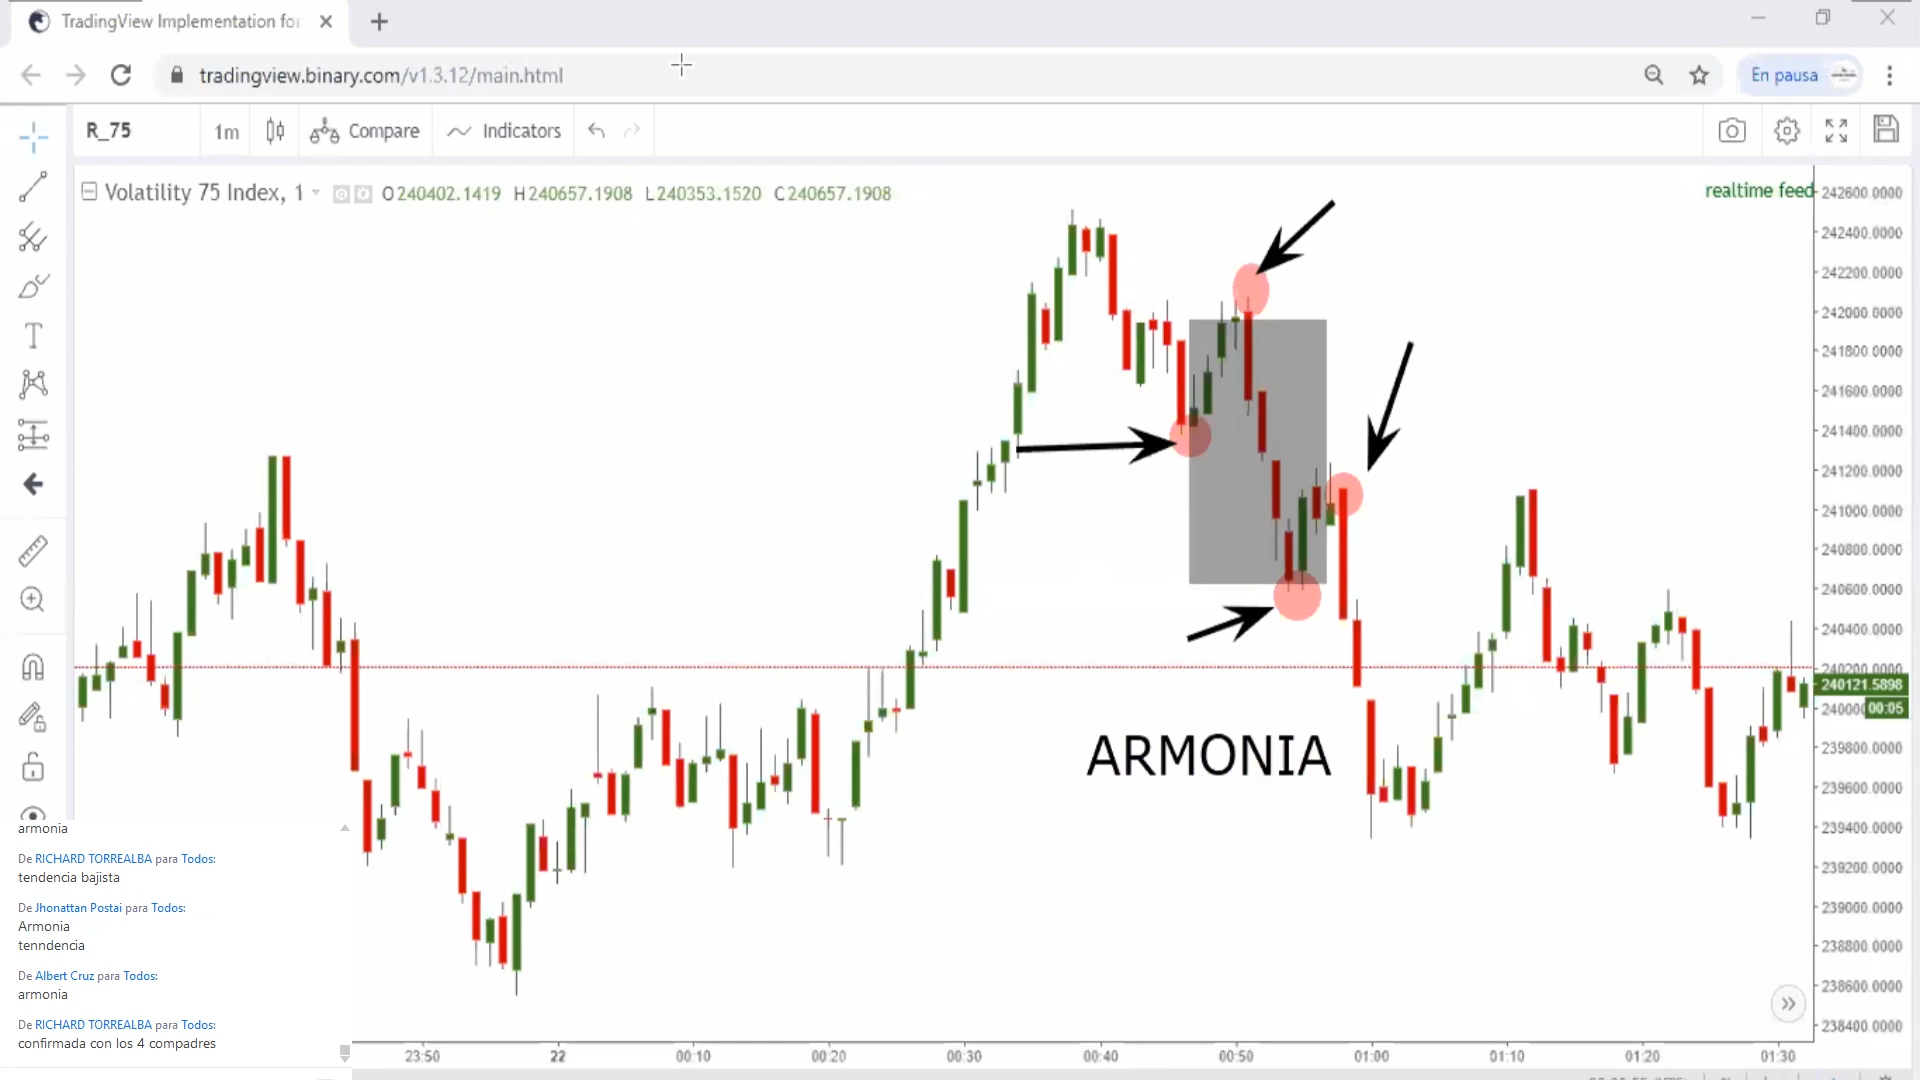 TradingView Implementation for
tradingview.binary.com/v1.3.12/main.html
En pausa
R_75
1m
Compare
Indicators
Volatility 75 Index, 1
O240402.1419 H240657.1908 L240353.1520 C240657.1908
realtime feed
242600.0000
242400.0000
242200.0000
242000.0000
241800.0000
241600.0000
241400.0000
241200.0000
241000.0000
240800.0000
240600.0000
240400.0000
240200.0000
240121.5898
240000
00:05
239800.0000
239600.0000
239400.0000
239200.0000
239000.0000
238800.0000
238600.0000
238400.0000
ARMONIA
armonia
De RICHARD TORREALBA para Todos:
tendencia bajista
De Jhonattan Postai para Todos:
Armonia
tenndencia
De Albert Cruz para Todos:
armonia
De RICHARD TORREALBA para Todos:
confirmada con los 4 compadres
23:50
22
00:10
00:20
00:30
00:40
00:50
01:00
01:10
01:20
01:30